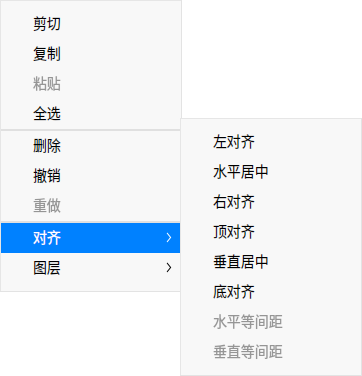 剪切
复制
粘贴
全选
删除
撤销
重做
对齐
图层
左对齐
水平居中
右对齐
顶对齐
垂直居中
底对齐
水平等间距
垂直等间距